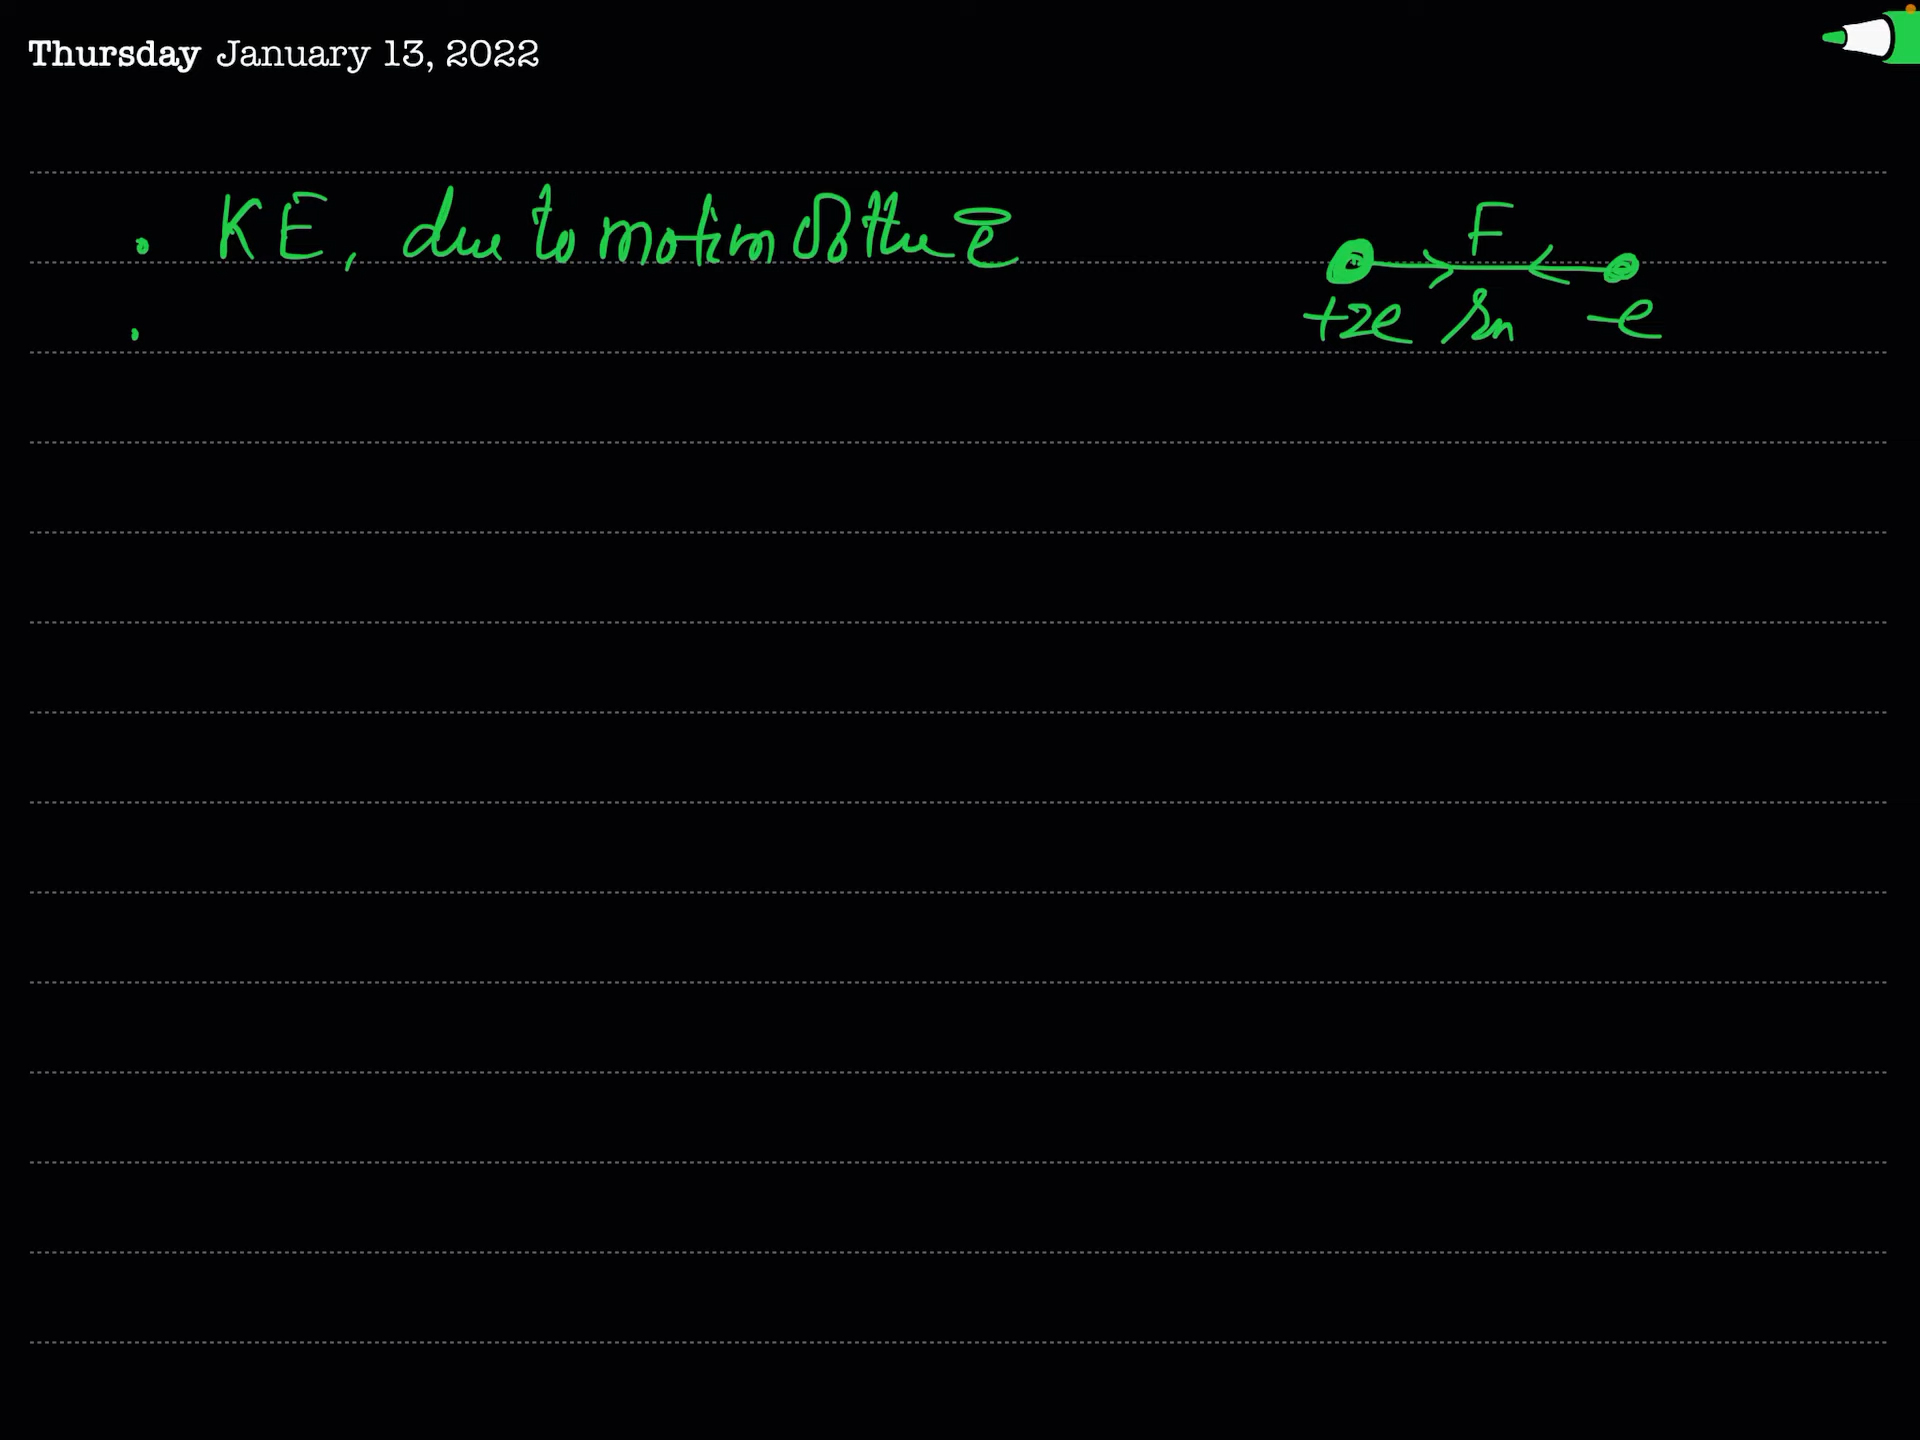 Thursday January 13, 2022
• KE, due to motion of the e̅
•
F
+ze rn -e